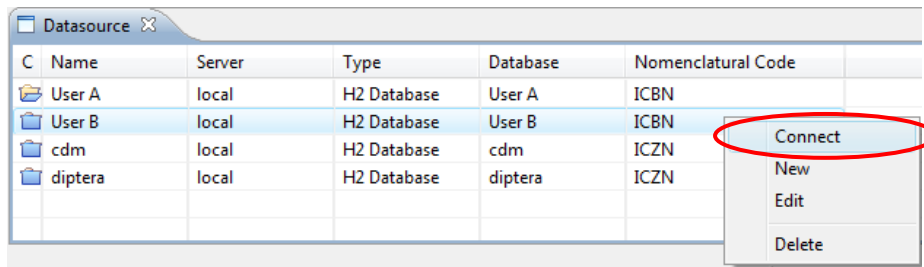 Datasource
C Name Server Type Database Nomenclatural Code
User A local H2 Database User A ICBN
User B local H2 Database User B ICBN
cdm local H2 Database cdm ICZN
diptera local H2 Database diptera ICZN
Connect
New
Edit
Delete